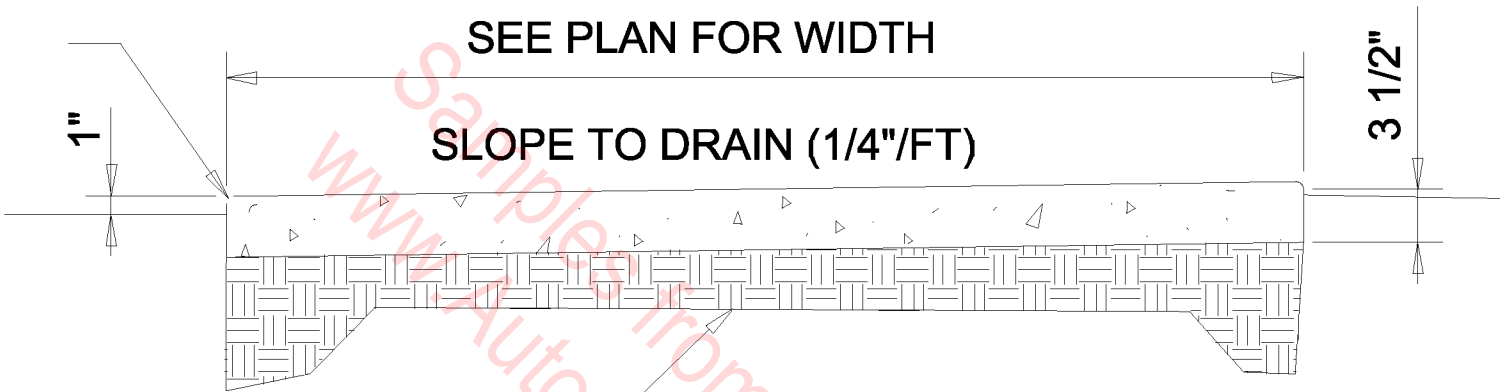 SEE PLAN FOR WIDTH
1"
3 1/2"
SLOPE TO DRAIN (1/4"/FT)
Samples from
www.Auto